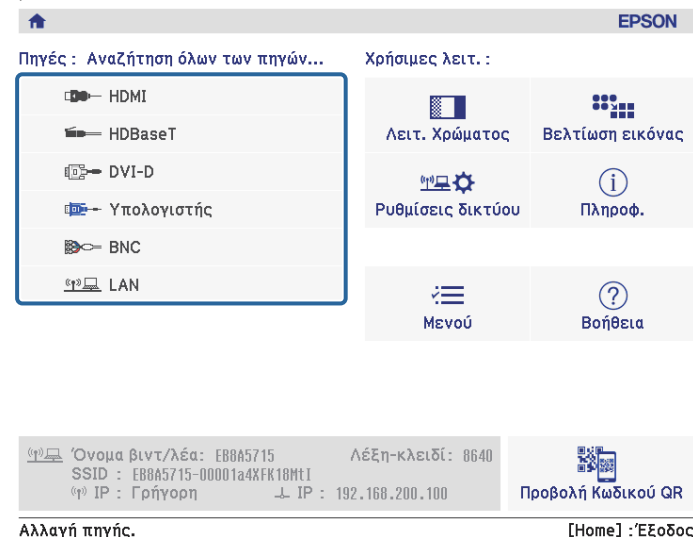 EPSON
Πηγές : Αναζήτηση όλων των πηγών...
Χρήσιμες λειτ. :
HDMI
HDBaseT
DVI-D
Υπολογιστής
BNC
LAN
Λειτ. Χρώματος
Βελτίωση εικόνας
Ρυθμίσεις δικτύου
Πληροφ.
Μενού
Βοήθεια
Όνομα βιντ/λέα: EB8A5715
Λέξη-κλειδί: 8640
SSID : EB8A5715-00001a4XFK18MtI
IP : Γρήγορη
IP : 192.168.200.100
Προβολή Κωδικού QR
Αλλαγή πηγής.
[Home] :Έξοδος